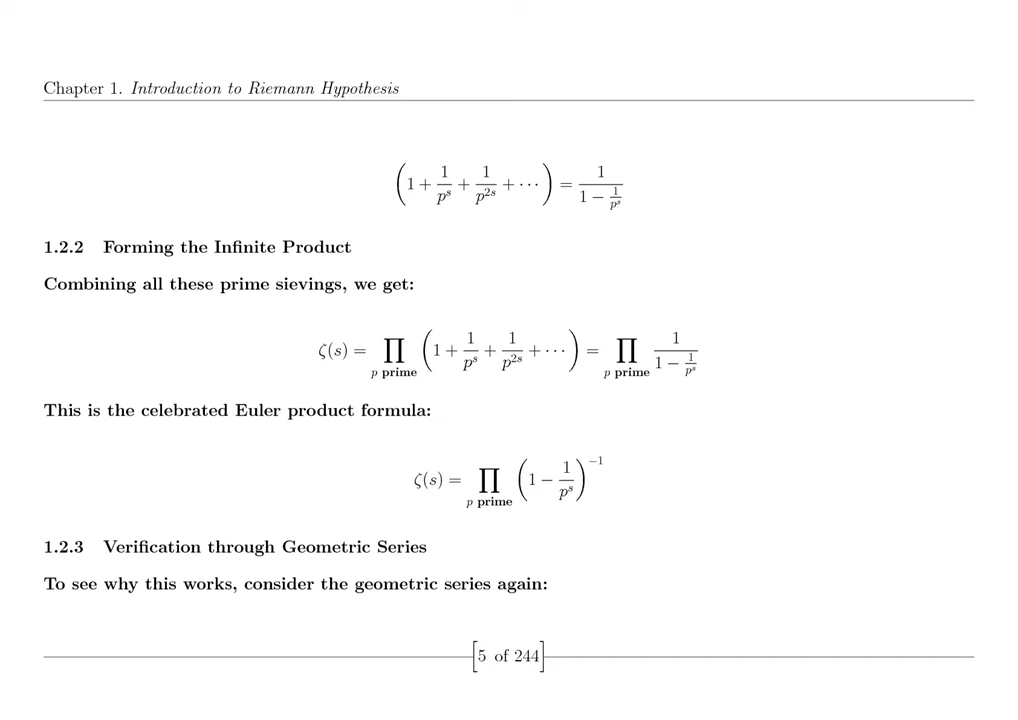 Chapter 1. Introduction to Riemann Hypothesis
(1 + 1/p^s + 1/p^{2s} + ···) = 1/(1 − 1/p^s)
1.2.2 Forming the Infinite Product
Combining all these prime sievings, we get:
ζ(s) = ∏_{p prime} (1 + 1/p^s + 1/p^{2s} + ···) = ∏_{p prime} 1/(1 − 1/p^s)
This is the celebrated Euler product formula:
ζ(s) = ∏_{p prime} (1 − 1/p^s)^{−1}
1.2.3 Verification through Geometric Series
To see why this works, consider the geometric series again:
[5 of 244]